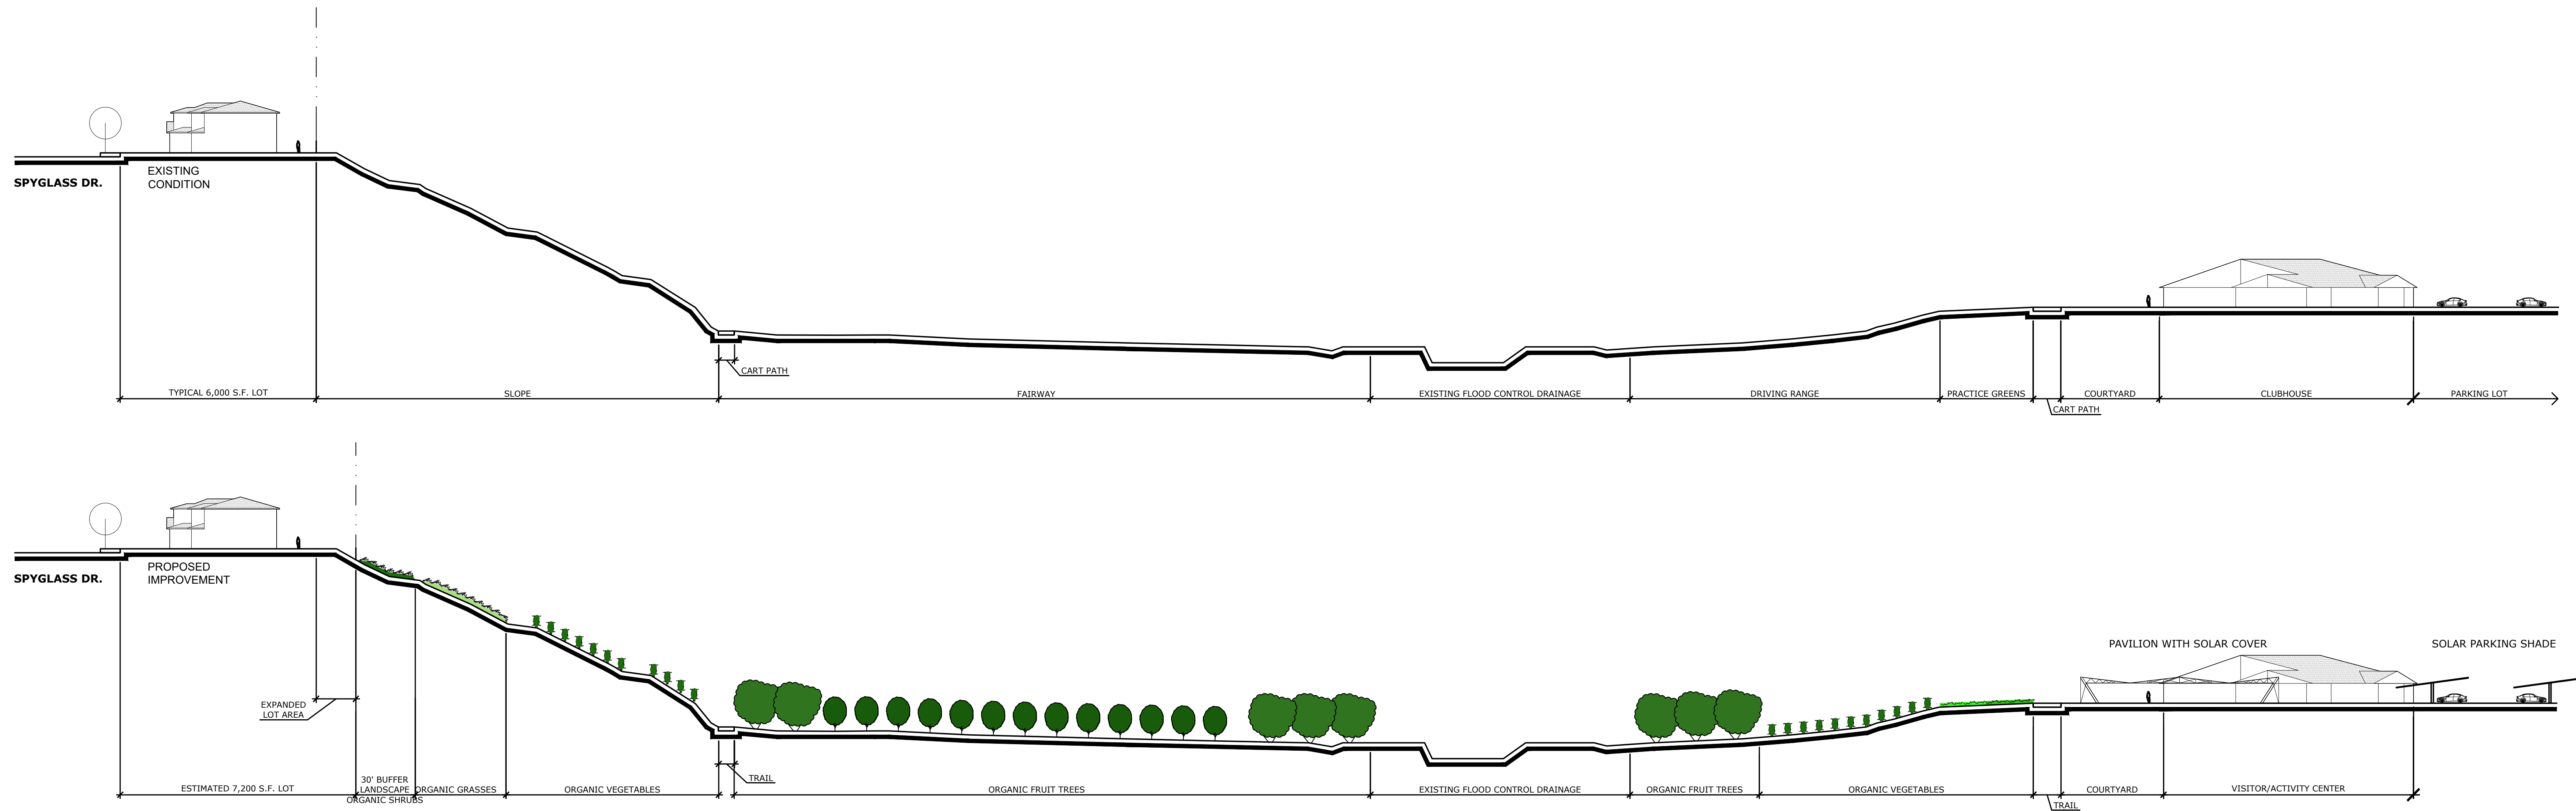 EXISTING
CONDITION
SPYGLASS DR.
CART PATH
TYPICAL 6,000 S.F. LOT
SLOPE
FAIRWAY
EXISTING FLOOD CONTROL DRAINAGE
DRIVING RANGE
PRACTICE GREENS
COURTYARD
CLUBHOUSE
PARKING LOT
CART PATH
PROPOSED
IMPROVEMENT
SPYGLASS DR.
PAVILION WITH SOLAR COVER
SOLAR PARKING SHADE
EXPANDED
LOT AREA
TRAIL
ESTIMATED 7,200 S.F. LOT
30' BUFFER
LANDSCAPE
ORGANIC SHRUBS
ORGANIC GRASSES
ORGANIC VEGETABLES
ORGANIC FRUIT TREES
EXISTING FLOOD CONTROL DRAINAGE
ORGANIC FRUIT TREES
ORGANIC VEGETABLES
COURTYARD
VISITOR/ACTIVITY CENTER
TRAIL